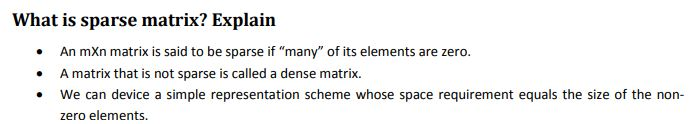 What is sparse matrix? Explain
• An mXn matrix is said to be sparse if “many” of its elements are zero.
• A matrix that is not sparse is called a dense matrix.
• We can device a simple representation scheme whose space requirement equals the size of the non-
zero elements.